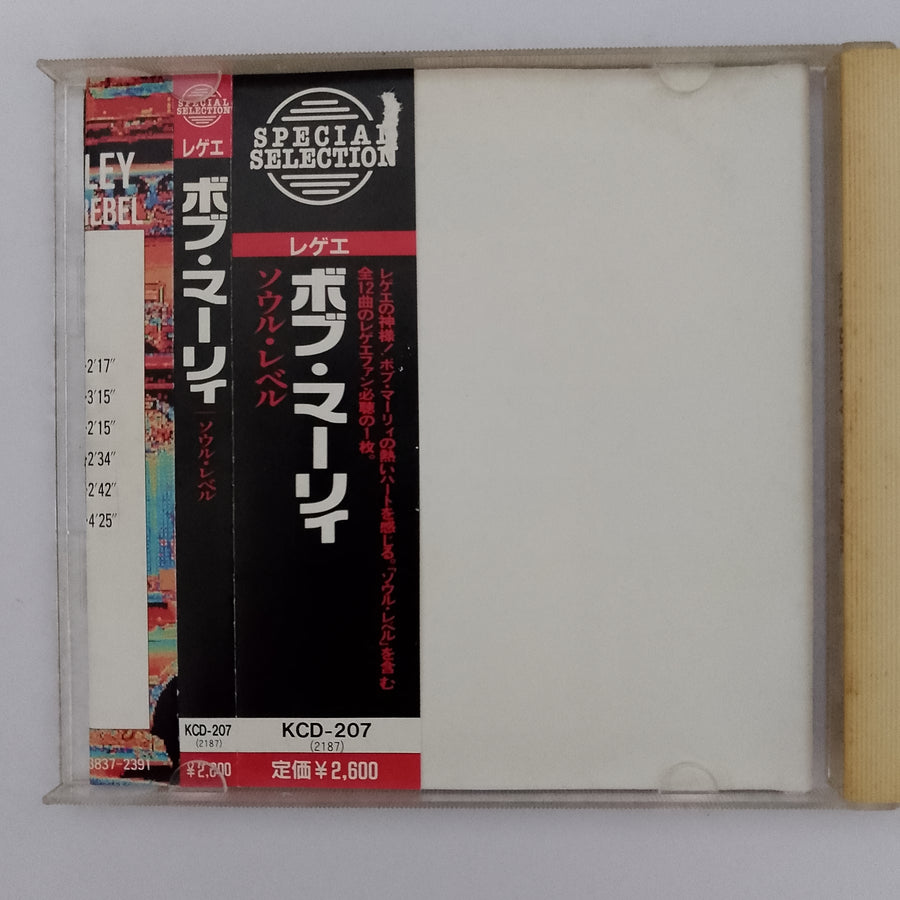 LEY
REBEL
2'17"
3'15"
2'15"
2'34"
2'42"
4'25"
3837-2391
SPECIAL
SELECTION
レゲエ
ボブ・マーリィ
ソウル・レベル
KCD-207
(2187)
¥2,600
SPECIAL
SELECTION
レゲエ
レゲエの神様!ボブ・マーリィの熱いハートを感じる。「ソウル・レベル」を含む
全12曲のレゲエファン必聴の1枚。
ボブ・マーリィ
ソウル・レベル
KCD-207
(2187)
定価¥2,600